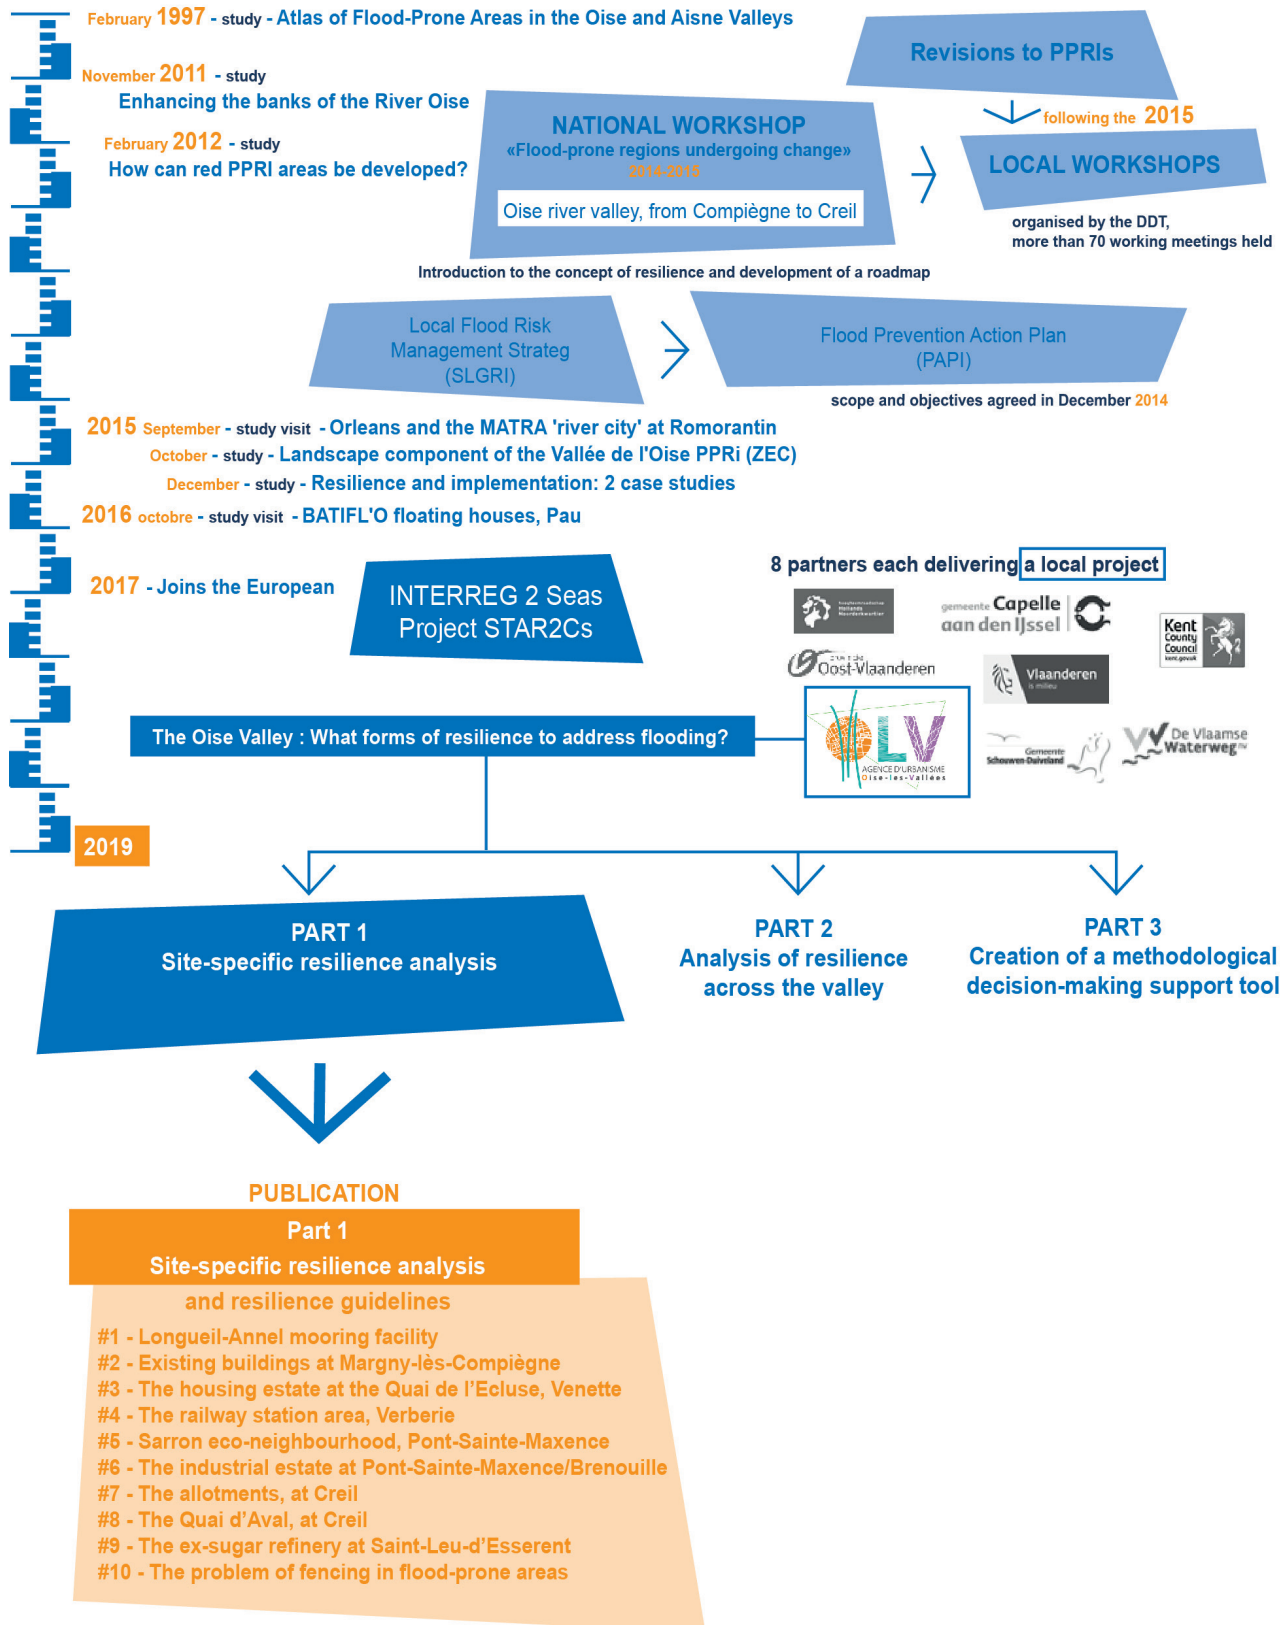 February 1997 - study - Atlas of Flood-Prone Areas in the Oise and Aisne Valleys
November 2011 - study
Enhancing the banks of the River Oise
February 2012 - study
How can red PPRI areas be developed?
Revisions to PPRIs
following the 2015
NATIONAL WORKSHOP
«Flood-prone regions undergoing change»
2014-2015
Oise river valley, from Compiègne to Creil
LOCAL WORKSHOPS
organised by the DDT,
more than 70 working meetings held
Introduction to the concept of resilience and development of a roadmap
Local Flood Risk
Management Strateg
(SLGRI)
Flood Prevention Action Plan
(PAPI)
scope and objectives agreed in December 2014
2015 September - study visit - Orleans and the MATRA 'river city' at Romorantin
October - study - Landscape component of the Vallée de l'Oise PPRi (ZEC)
December - study - Resilience and implementation: 2 case studies
2016 octobre - study visit - BATIFL'O floating houses, Pau
2017 - Joins the European
INTERREG 2 Seas
Project STAR2Cs
8 partners each delivering a local project
Hollands
Noorderkwartier
gemeente Capelle
aan den IJssel
Kent
County
Council
kent.gov.uk
provincie
Oost-Vlaanderen
Vlaanderen
is milieu
OLV
AGENCE D'URBANISME
Oise-les-Vallées
Gemeente
Schouwen-Duiveland
De Vlaamse
Waterweg nv
The Oise Valley : What forms of resilience to address flooding?
2019
PART 1
Site-specific resilience analysis
PART 2
Analysis of resilience
across the valley
PART 3
Creation of a methodological
decision-making support tool
PUBLICATION
Part 1
Site-specific resilience analysis
and resilience guidelines
#1 - Longueil-Annel mooring facility
#2 - Existing buildings at Margny-lès-Compiègne
#3 - The housing estate at the Quai de l'Ecluse, Venette
#4 - The railway station area, Verberie
#5 - Sarron eco-neighbourhood, Pont-Sainte-Maxence
#6 - The industrial estate at Pont-Sainte-Maxence/Brenouille
#7 - The allotments, at Creil
#8 - The Quai d'Aval, at Creil
#9 - The ex-sugar refinery at Saint-Leu-d'Esserent
#10 - The problem of fencing in flood-prone areas